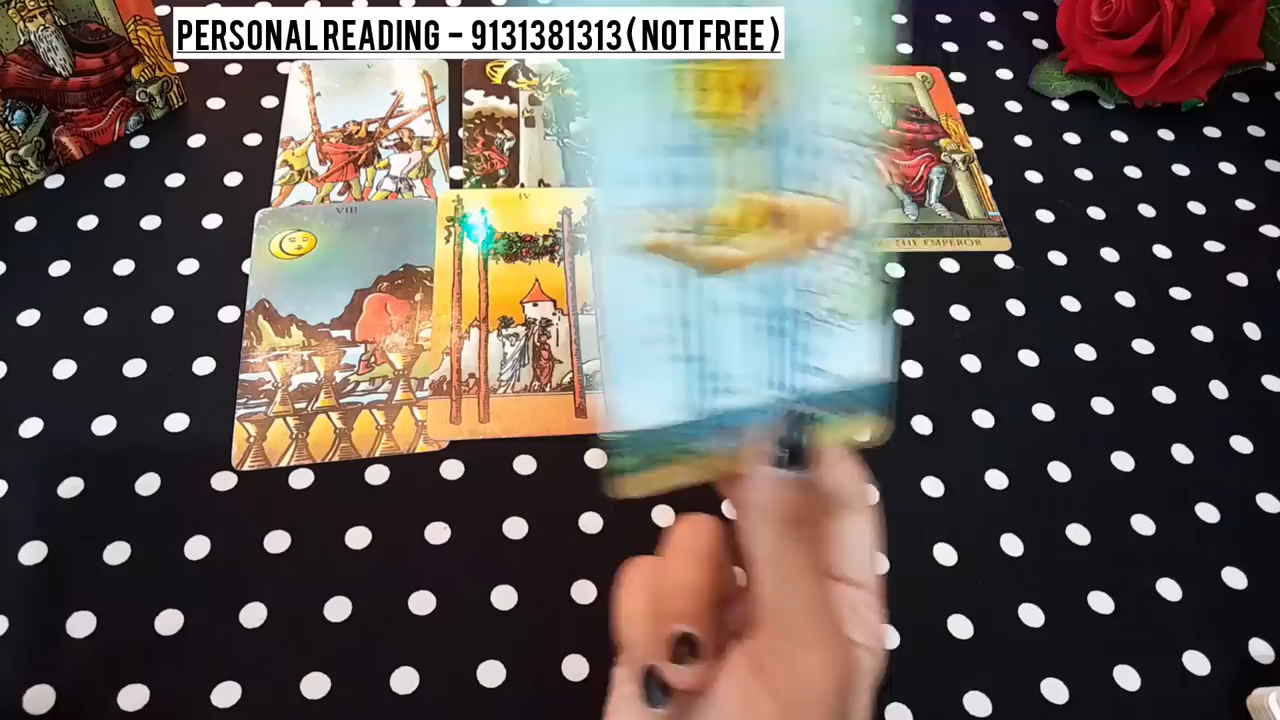 PERSONAL READING - 9131381313 ( NOT FREE )
V
VIII
IV
THE EMPEROR